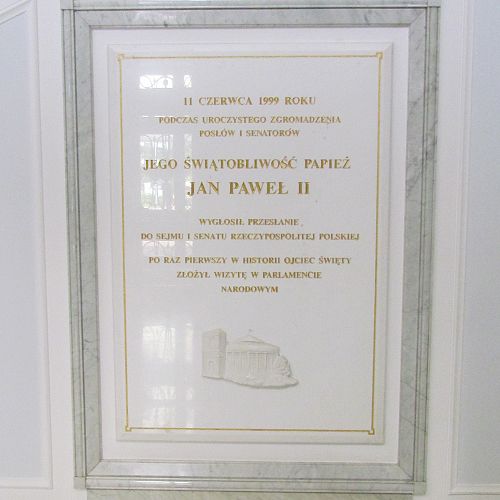 11 CZERWCA 1999 ROKU
PODCZAS UROCZYSTEGO ZGROMADZENIA
POSŁÓW I SENATORÓW
JEGO ŚWIĄTOBLIWOŚĆ PAPIEŻ
JAN PAWEŁ II
WYGŁOSIŁ PRZESŁANIE
DO SEJMU I SENATU RZECZYPOSPOLITEJ POLSKIEJ
PO RAZ PIERWSZY W HISTORII OJCIEC ŚWIĘTY
ZŁOŻYŁ WIZYTĘ W PARLAMENCIE
NARODOWYM